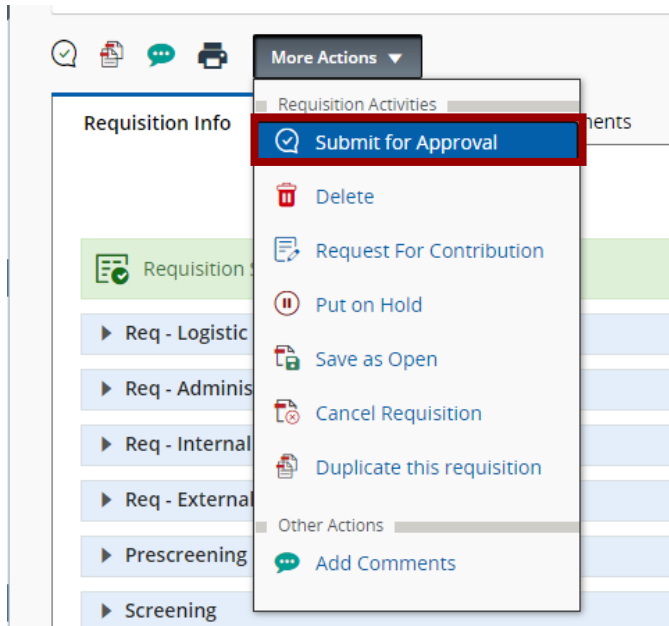 More Actions
Requisition Info
Requisition Activities
Submit for Approval
Delete
Request For Contribution
Requisition
Put on Hold
Req - Logistic
Save as Open
Req - Adminis
Cancel Requisition
Req - Internal
Duplicate this requisition
Req - External
Other Actions
Prescreening
Add Comments
Screening